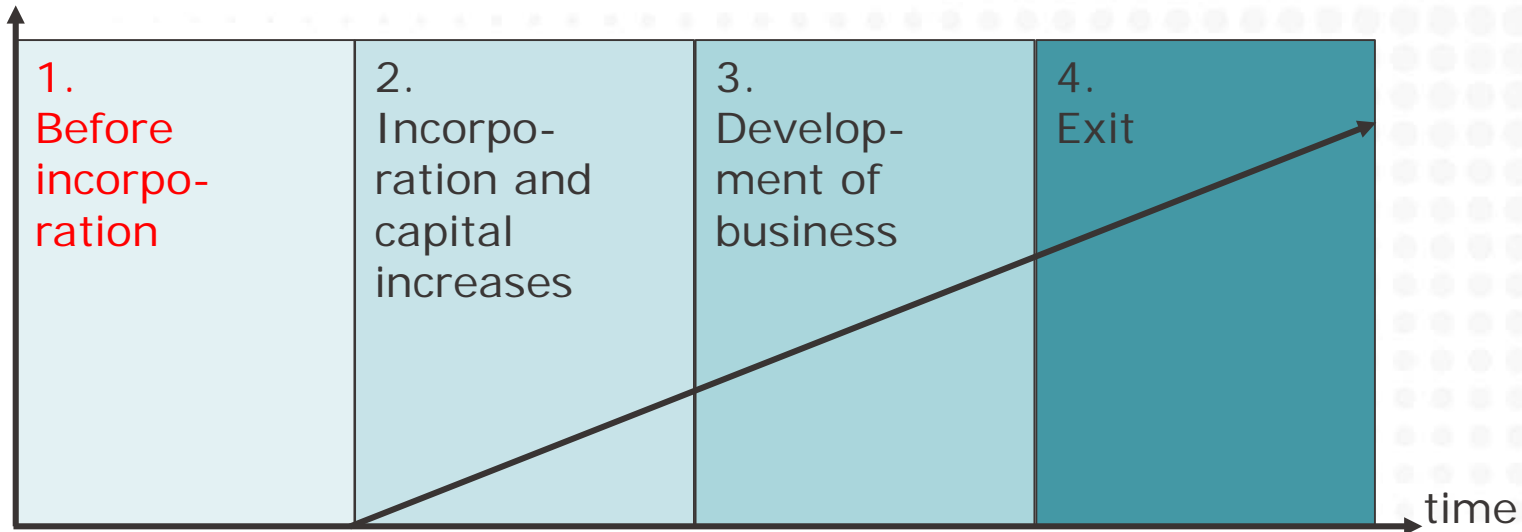 1.
Before
incorpo-
ration
2.
Incorpo-
ration and
capital
increases
3.
Develop-
ment of
business
4.
Exit
time